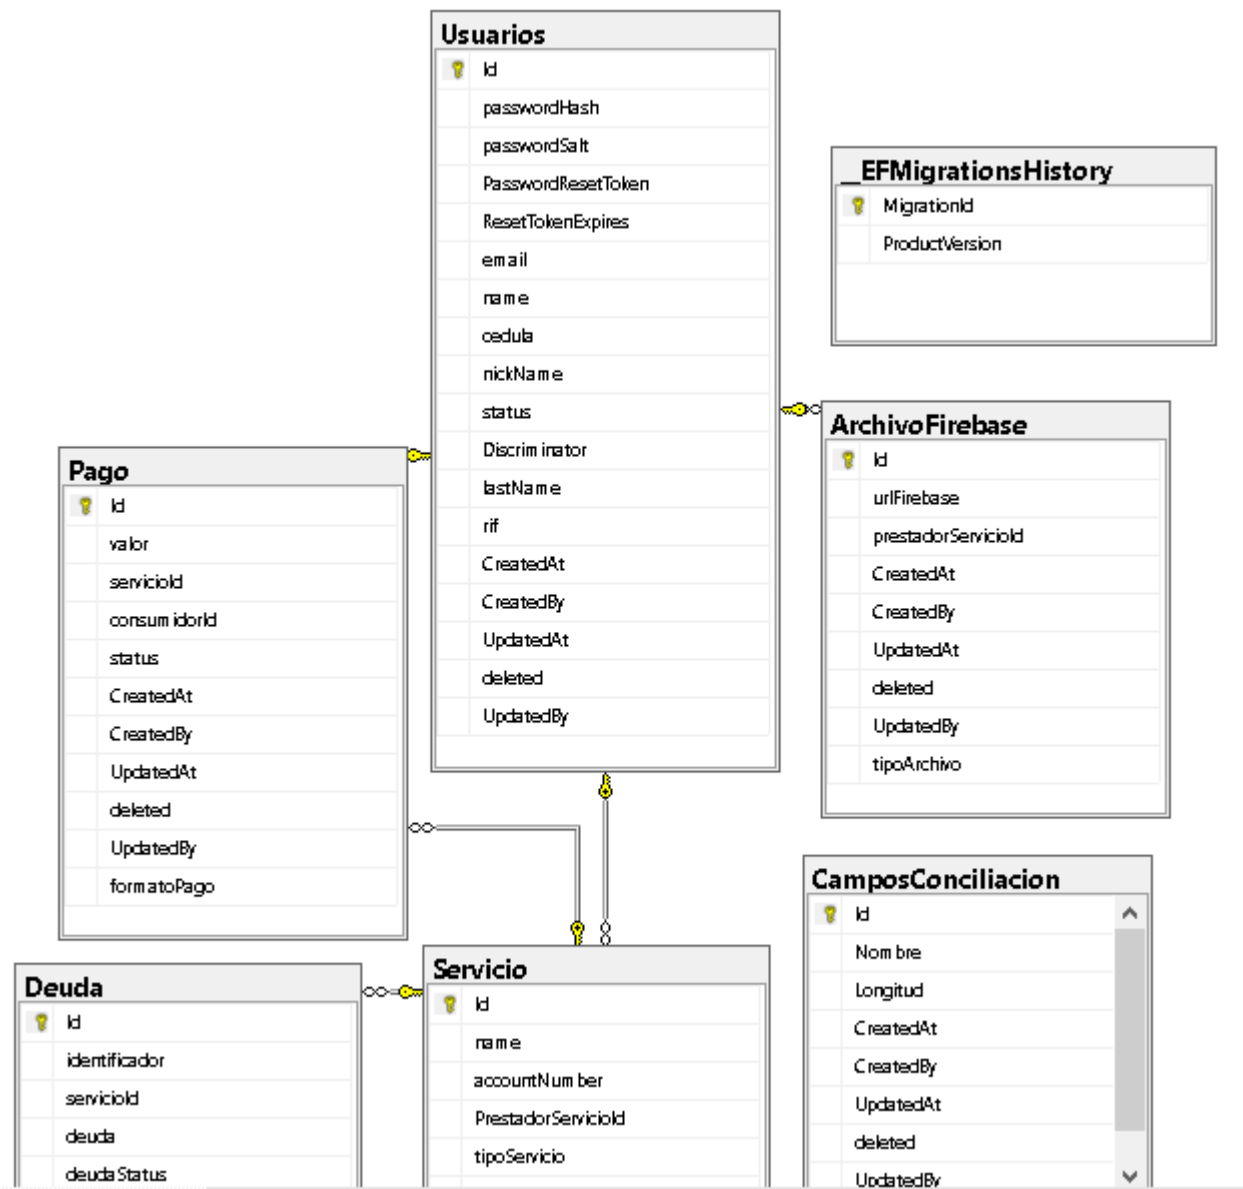 Usuarios
Id
passwordHash
passwordSalt
PasswordResetToken
ResetTokenExpires
email
name
cedula
nickName
status
Discriminator
lastName
rif
CreatedAt
CreatedBy
UpdatedAt
deleted
UpdatedBy
__EFMigrationsHistory
MigrationId
ProductVersion
ArchivoFirebase
Id
urlFirebase
prestadorServicioId
CreatedAt
CreatedBy
UpdatedAt
deleted
UpdatedBy
tipoArchivo
Pago
Id
valor
servicioId
consumidorId
status
CreatedAt
CreatedBy
UpdatedAt
deleted
UpdatedBy
formatoPago
Deuda
Id
identificador
servicioId
deuda
deudaStatus
Servicio
Id
name
accountNumber
PrestadorServicioId
tipoServicio
CamposConciliacion
Id
Nombre
Longitud
CreatedAt
CreatedBy
UpdatedAt
deleted
UpdatedBy